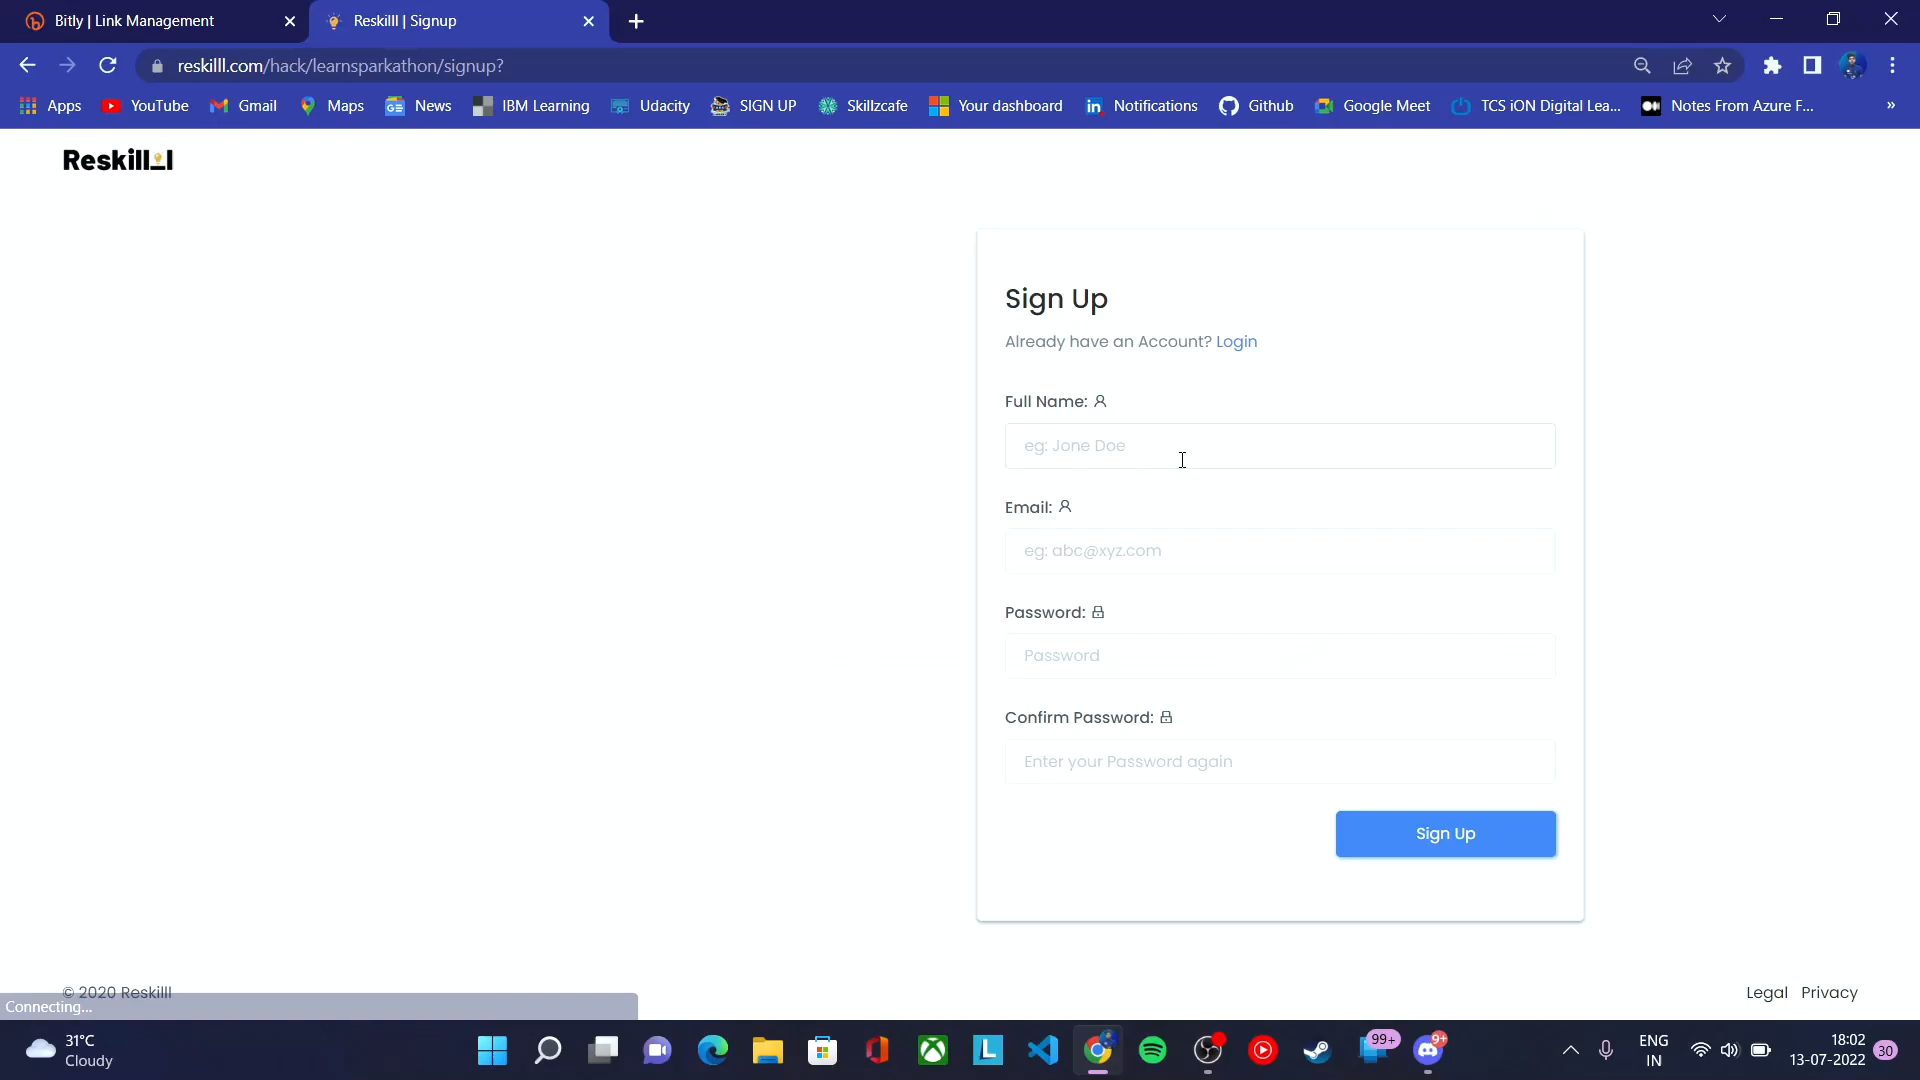 Bitly | Link Management
Reskilll | Signup
reskilll.com/hack/learnsparkathon/signup?
Apps
YouTube
Gmail
Maps
News
IBM Learning
Udacity
SIGN UP
Skillzcafe
Your dashboard
Notifications
Github
Google Meet
TCS iON Digital Lea...
Notes From Azure F...
»
Reskilll
Sign Up
Already have an Account? Login
Full Name:
eg: Jone Doe
Email:
eg: abc@xyz.com
Password:
Password
Confirm Password:
Enter your Password again
Sign Up
© 2020 Reskilll
Legal Privacy
Connecting...
31°C
Cloudy
99+
9+
ENG
IN
18:02
13-07-2022
30